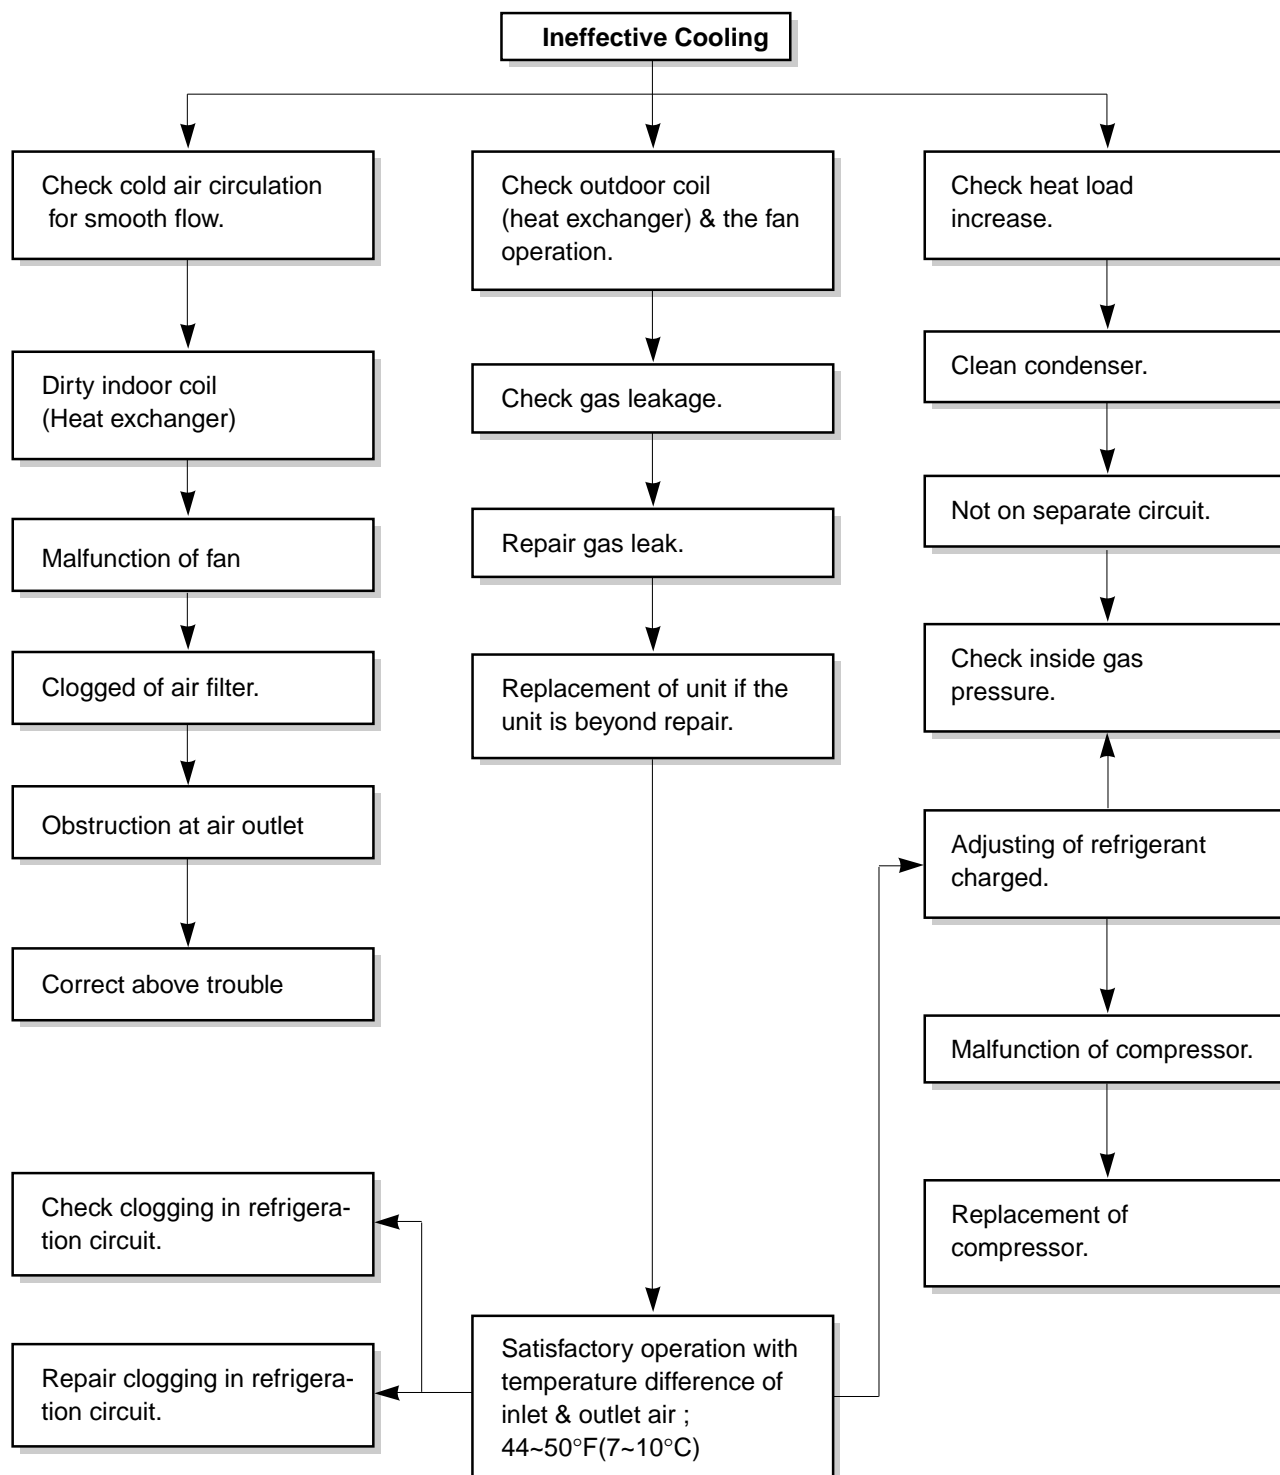 Ineffective Cooling
Check cold air circulation
for smooth flow.
Dirty indoor coil
(Heat exchanger)
Malfunction of fan
Clogged of air filter.
Obstruction at air outlet
Correct above trouble
Check outdoor coil
(heat exchanger) & the fan
operation.
Check gas leakage.
Repair gas leak.
Replacement of unit if the
unit is beyond repair.
Check heat load
increase.
Clean condenser.
Not on separate circuit.
Check inside gas
pressure.
Adjusting of refrigerant
charged.
Malfunction of compressor.
Replacement of
compressor.
Check clogging in refrigera-
tion circuit.
Repair clogging in refrigera-
tion circuit.
Satisfactory operation with
temperature difference of
inlet & outlet air ;
44~50°F(7~10°C)